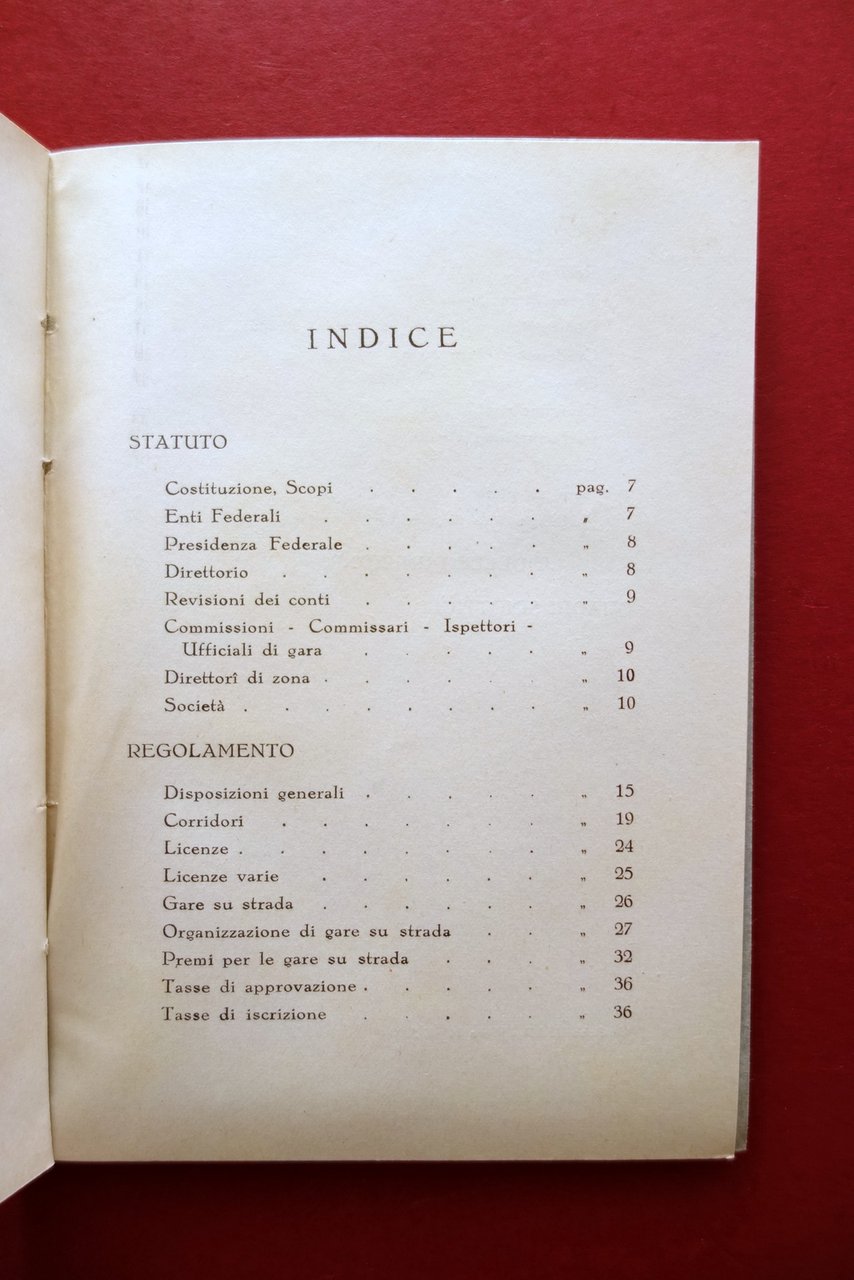 INDICE
STATUTO
Costituzione, Scopi . . . . . pag. 7
Enti Federali . . . . . . „ 7
Presidenza Federale . . . . . „ 8
Direttorio . . . . . . . „ 8
Revisioni dei conti . . . . . „ 9
Commissioni - Commissari - Ispettori -
Ufficiali di gara . . . . . „ 9
Direttorî di zona . . . . . . „ 10
Società . . . . . . . . „ 10
REGOLAMENTO
Disposizioni generali . . . . . „ 15
Corridori . . . . . . . „ 19
Licenze . . . . . . . . „ 24
Licenze varie . . . . . . „ 25
Gare su strada . . . . . . „ 26
Organizzazione di gare su strada . . „ 27
Premi per le gare su strada . . . „ 32
Tasse di approvazione . . . . . „ 36
Tasse di iscrizione . . . . . „ 36